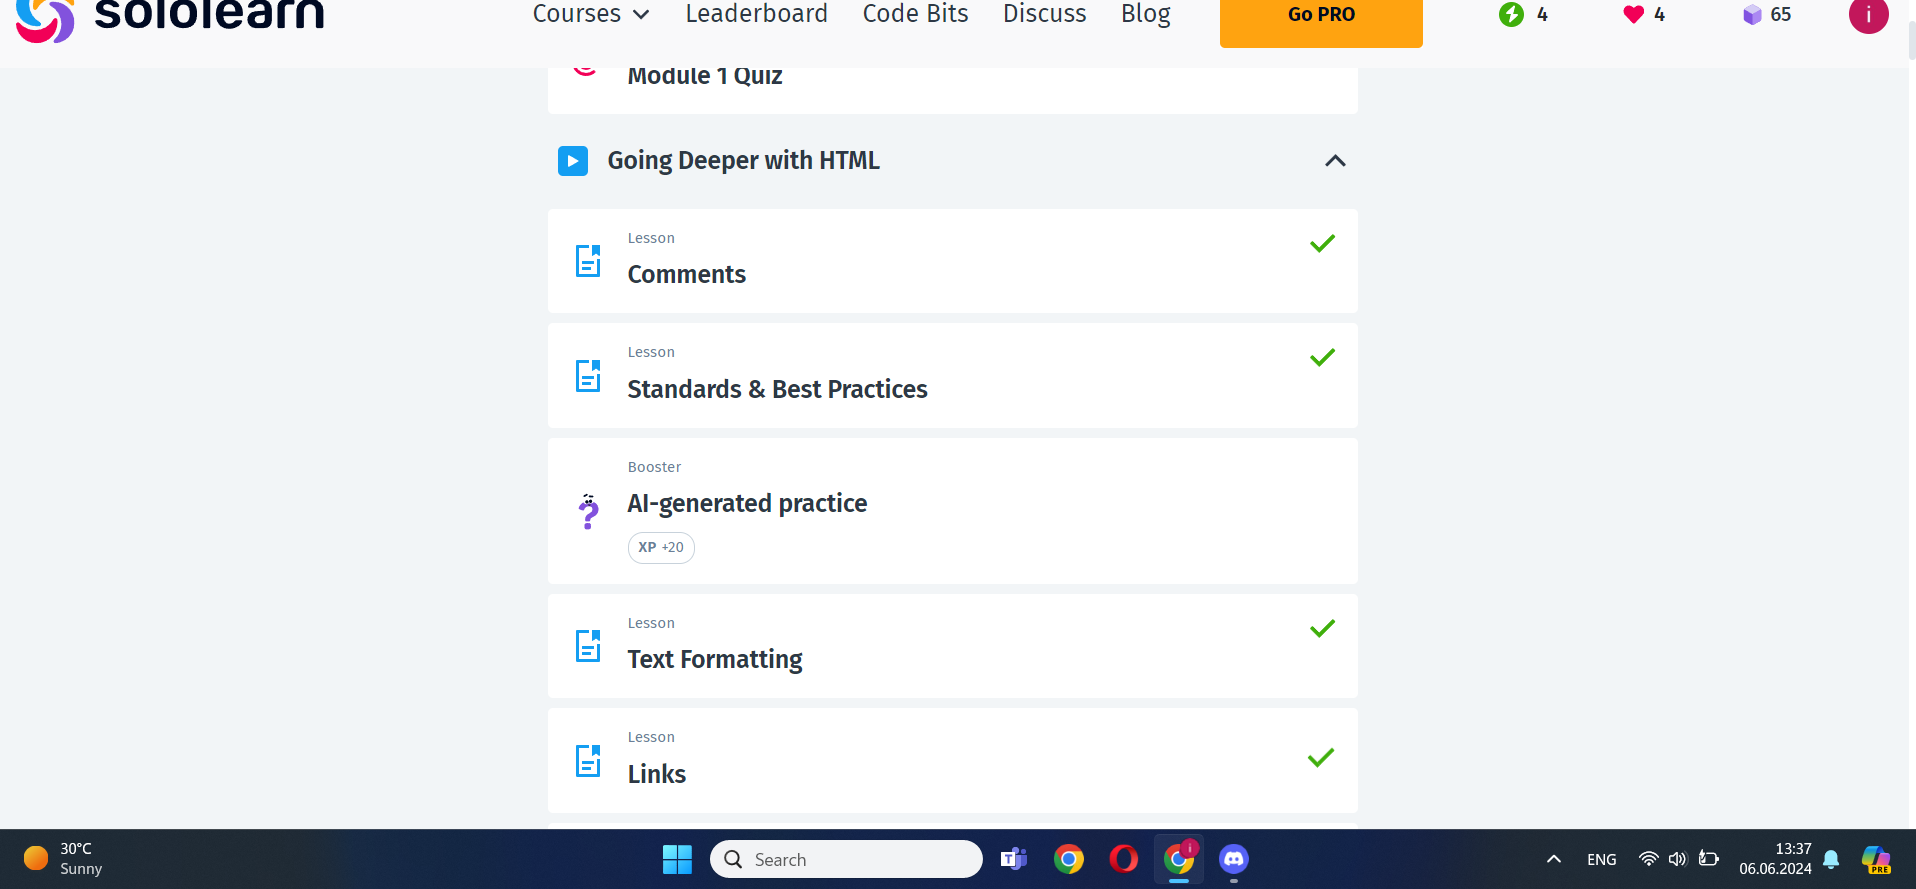 sololearn
Courses Leaderboard Code Bits Discuss Blog Go PRO 4 4 65 i
Module 1 Quiz
Going Deeper with HTML
Lesson
Comments
Lesson
Standards & Best Practices
Booster
AI-generated practice
XP +20
Lesson
Text Formatting
Lesson
Links
30°C
Sunny
Search
T
i
ENG
13:37
06.06.2024
PRE